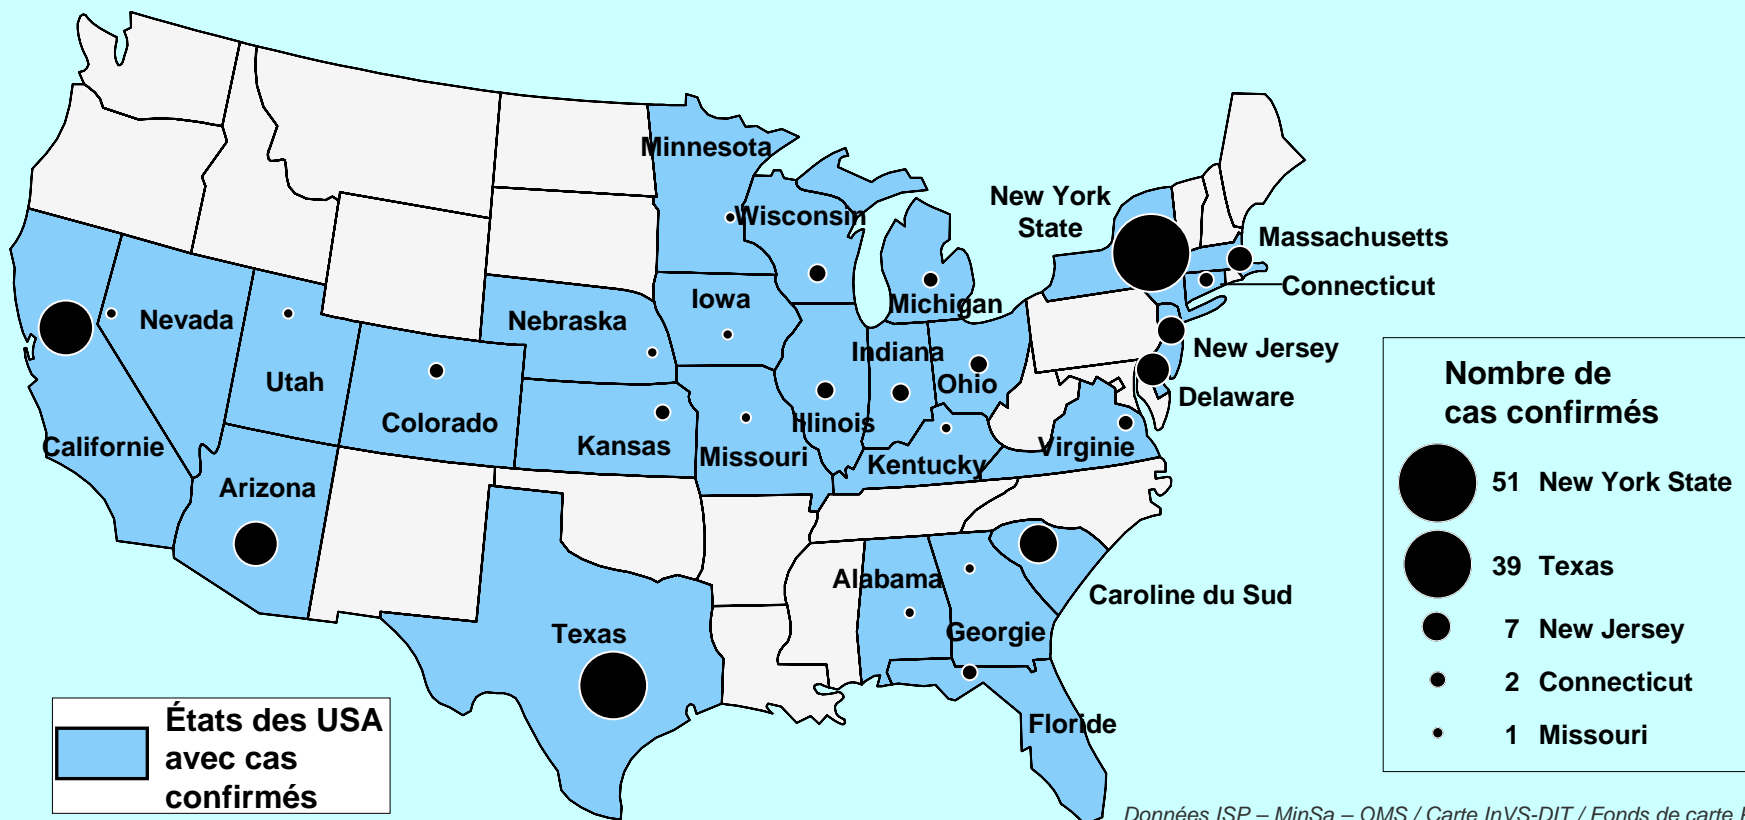 Minnesota
Wisconsin
New York
State
Massachusetts
Connecticut
Michigan
Iowa
Nebraska
Nevada
Utah
Colorado
Californie
Arizona
Kansas
Missouri
Illinois
Indiana
Ohio
Kentucky
Virginie
New Jersey
Delaware
Alabama
Georgie
Caroline du Sud
Texas
Floride
États des USA
avec cas
confirmés
Nombre de
cas confirmés
51 New York State
39 Texas
7 New Jersey
2 Connecticut
1 Missouri
Données ISP – MinSa – OMS / Carte InVS-DIT / Fonds de carte